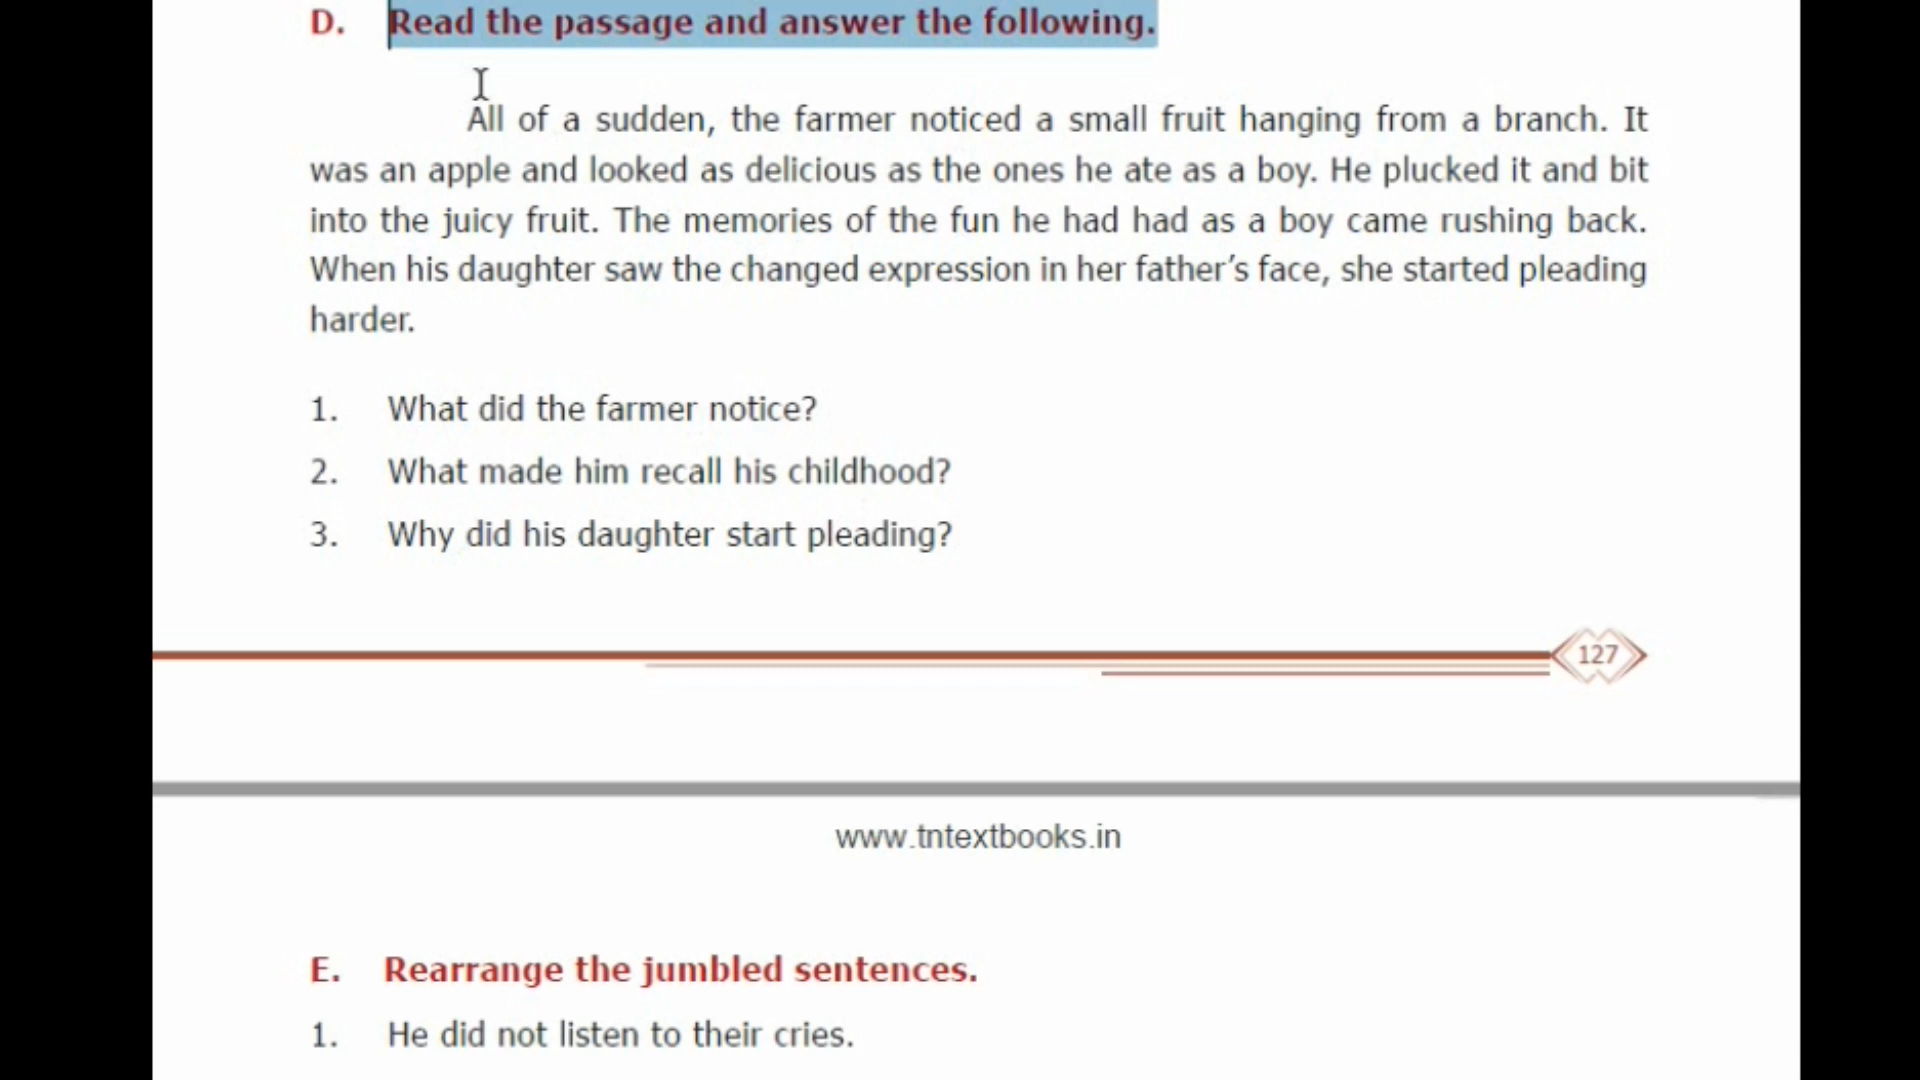 D. Read the passage and answer the following.
All of a sudden, the farmer noticed a small fruit hanging from a branch. It
was an apple and looked as delicious as the ones he ate as a boy. He plucked it and bit
into the juicy fruit. The memories of the fun he had had as a boy came rushing back.
When his daughter saw the changed expression in her father’s face, she started pleading
harder.
1. What did the farmer notice?
2. What made him recall his childhood?
3. Why did his daughter start pleading?
127
www.tntextbooks.in
E. Rearrange the jumbled sentences.
1. He did not listen to their cries.